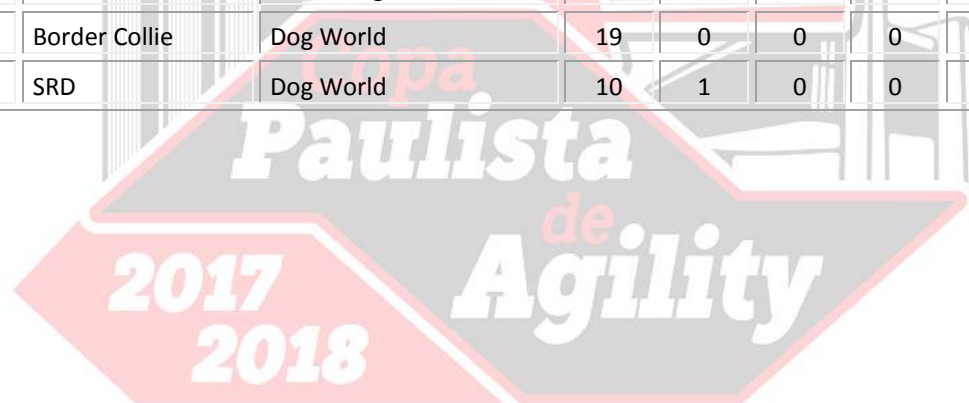 Border Collie Dog World 19 0 0 0
SRD Dog World 10 1 0 0
Copa
Paulista
de
Agility
2017
2018